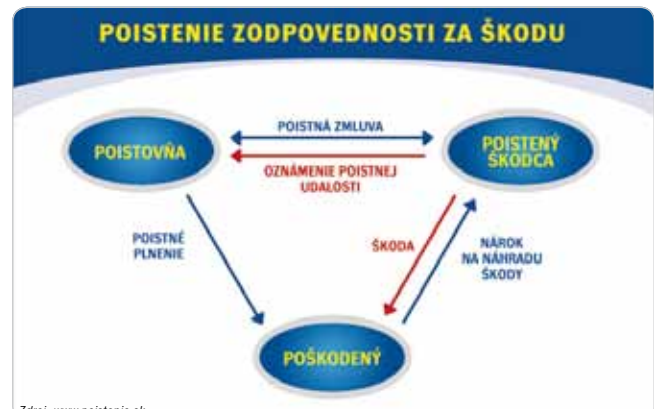 POISTENIE ZODPOVEDNOSTI ZA ŠKODU
POISTNÁ ZMLUVA
POISTOVŇA
POISTENÝ
ŠKODCA
OZNÁMENIE POISTNEJ
UDALOSTI
POISTNÉ
PLNENIE
ŠKODA
NÁROK
NA NÁHRADU
ŠKODY
POŠKODENÝ